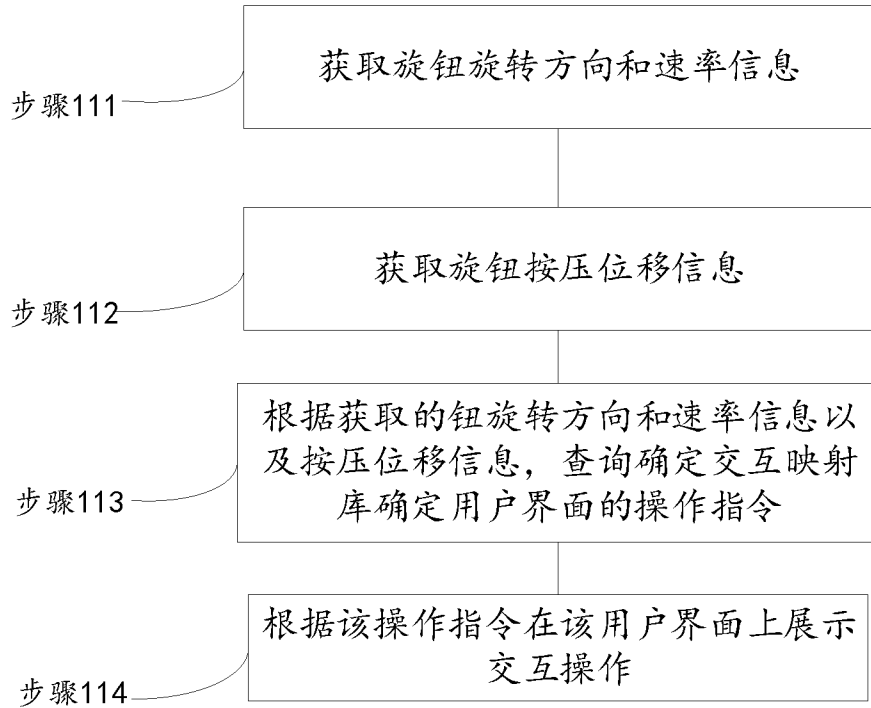 获取旋钮旋转方向和速率信息
步骤111
获取旋钮按压位移信息
步骤112
根据获取的钮旋转方向和速率信息以
及按压位移信息，查询确定交互映射
库确定用户界面的操作指令
步骤113
根据该操作指令在该用户界面上展示
交互操作
步骤114